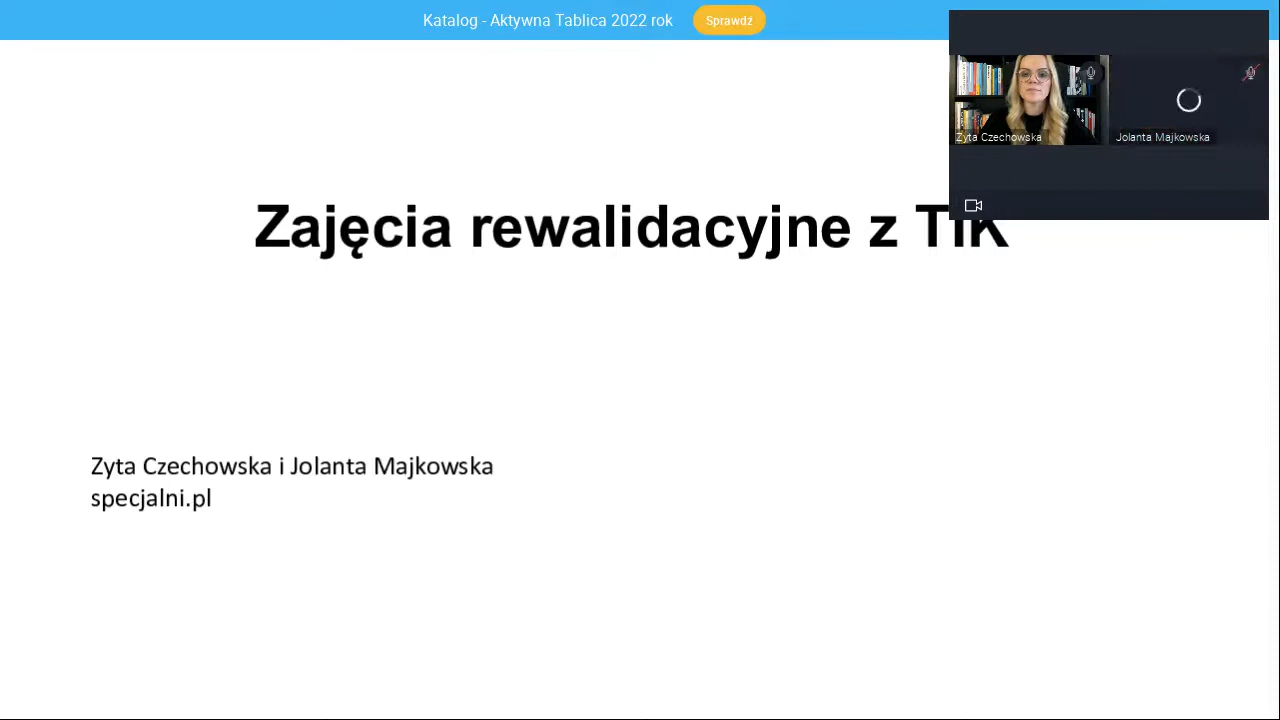 Katalog - Aktywna Tablica 2022 rok
Sprawdź
Zyta Czechowska
Jolanta Majkowska
Zajęcia rewalidacyjne z TIK
Zyta Czechowska i Jolanta Majkowska
specjalni.pl